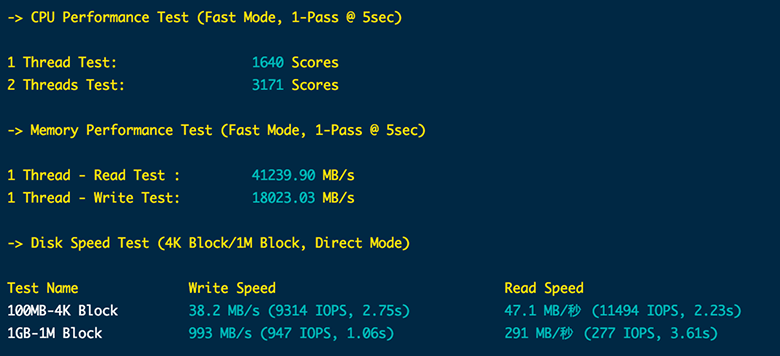 -> CPU Performance Test (Fast Mode, 1-Pass @ 5sec)
1 Thread Test: 1640 Scores
2 Threads Test: 3171 Scores
-> Memory Performance Test (Fast Mode, 1-Pass @ 5sec)
1 Thread - Read Test : 41239.90 MB/s
1 Thread - Write Test: 18023.03 MB/s
-> Disk Speed Test (4K Block/1M Block, Direct Mode)
Test Name Write Speed Read Speed
100MB-4K Block 38.2 MB/s (9314 IOPS, 2.75s) 47.1 MB/秒 (11494 IOPS, 2.23s)
1GB-1M Block 993 MB/s (947 IOPS, 1.06s) 291 MB/秒 (277 IOPS, 3.61s)